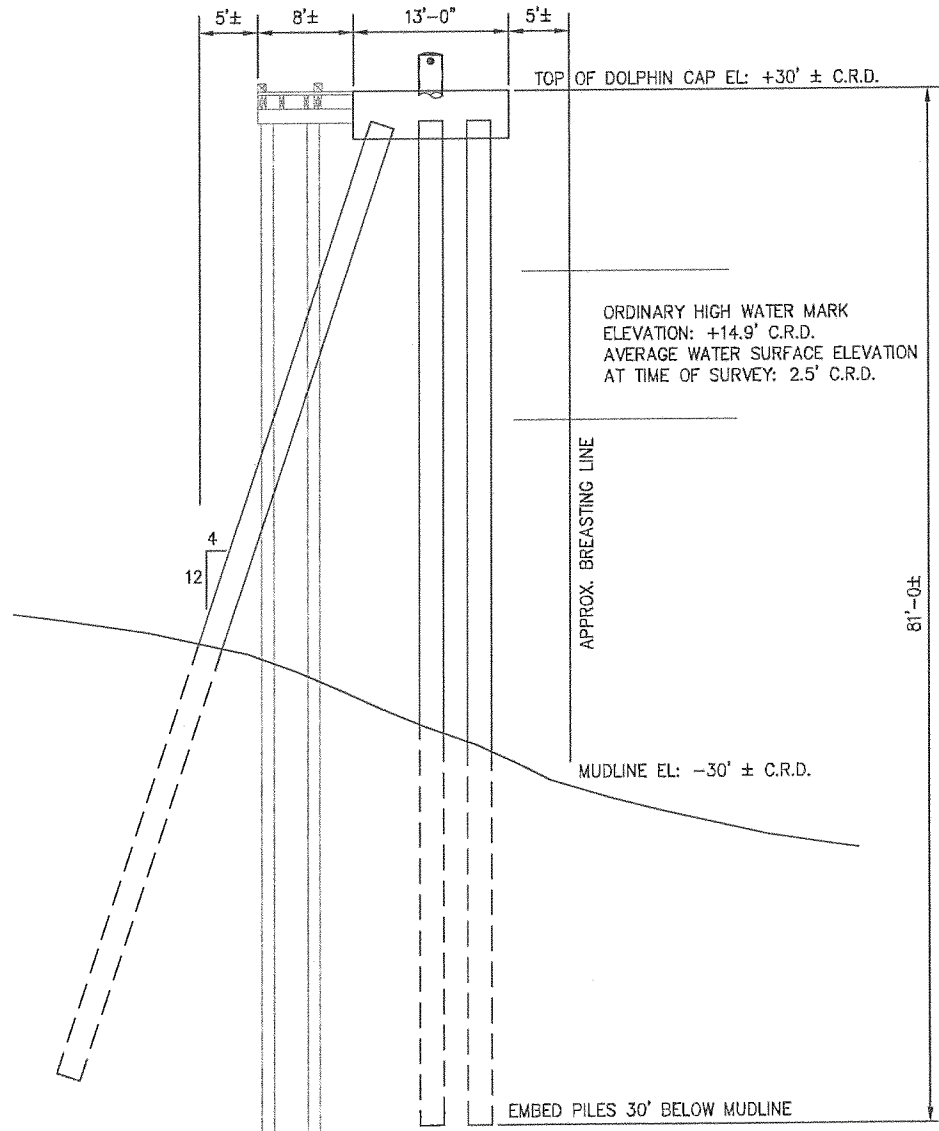 5'± 8'± 13'-0" 5'±
TOP OF DOLPHIN CAP EL: +30' ± C.R.D.
ORDINARY HIGH WATER MARK
ELEVATION: +14.9' C.R.D.
AVERAGE WATER SURFACE ELEVATION
AT TIME OF SURVEY: 2.5' C.R.D.
APPROX. BREASTING LINE
4
12
81'-0±
MUDLINE EL: -30' ± C.R.D.
EMBED PILES 30' BELOW MUDLINE